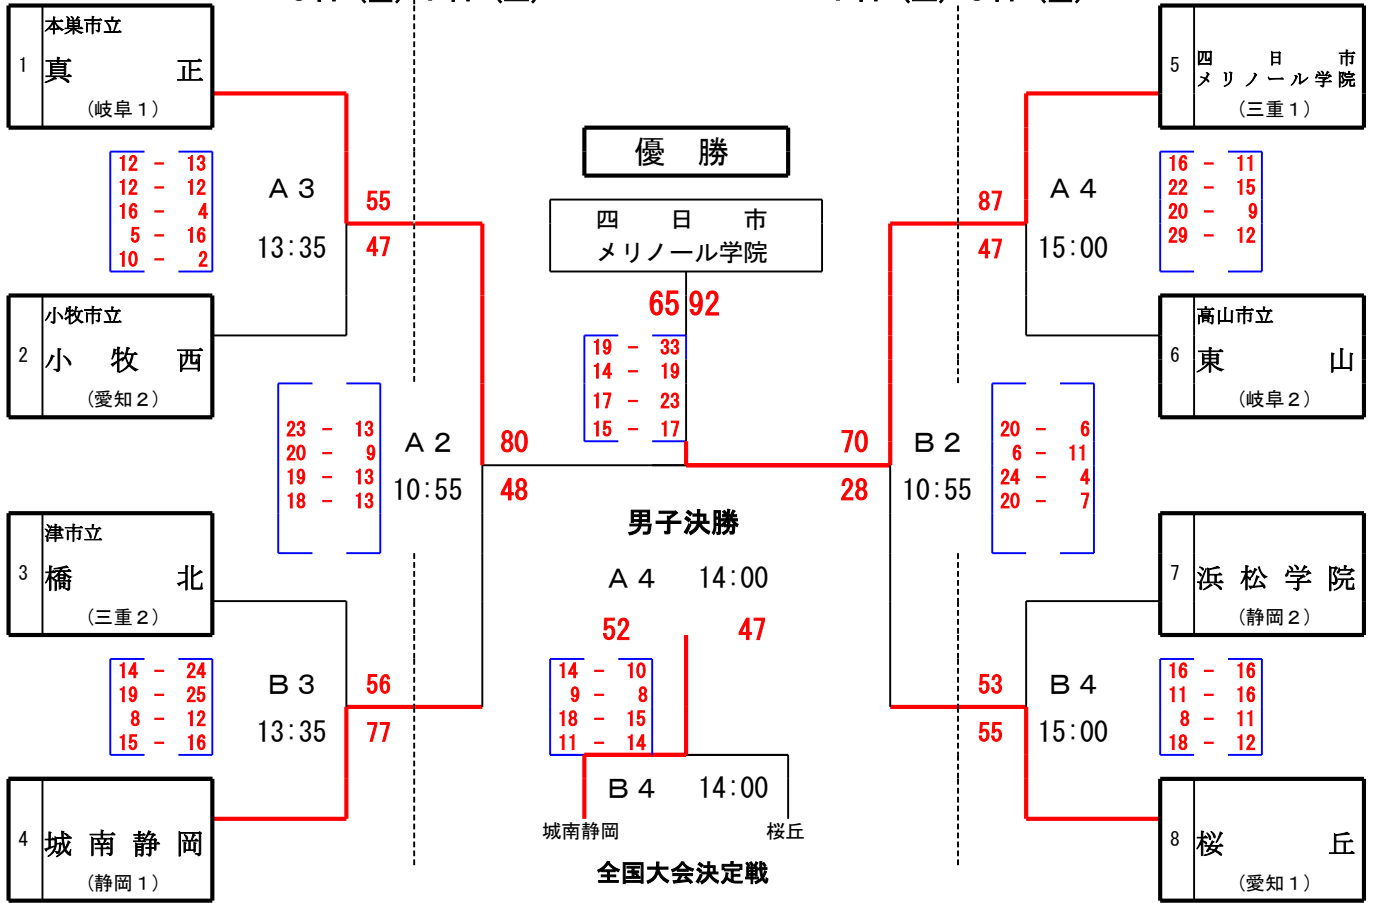 1
本巣市立
真 正
(岐阜1)
12 - 13
12 - 12
16 - 4
5 - 16
10 - 2
A 3
13:35
55
47
2
小牧市立
小 牧 西
(愛知2)
23 - 13
20 - 9
19 - 13
18 - 13
A 2
10:55
80
48
3
津市立
橋 北
(三重2)
14 - 24
19 - 25
8 - 12
15 - 16
B 3
13:35
56
77
4
城 南 静 岡
(静岡1)
優 勝
四 日 市
メリノール学院
65 92
19 - 33
14 - 19
17 - 23
15 - 17
男子決勝
A 4 14:00
52 47
14 - 10
9 - 8
18 - 15
11 - 14
B 4 14:00
城南静岡 桜丘
全国大会決定戦
5
四 日 市
メリノール学院
(三重1)
87
47
A 4
15:00
16 - 11
22 - 15
20 - 9
29 - 12
6
高山市立
東 山
(岐阜2)
70
28
B 2
10:55
20 - 6
6 - 11
24 - 4
20 - 7
7
浜 松 学 院
(静岡2)
53
55
B 4
15:00
16 - 16
11 - 16
8 - 11
18 - 12
8
桜 丘
(愛知1)